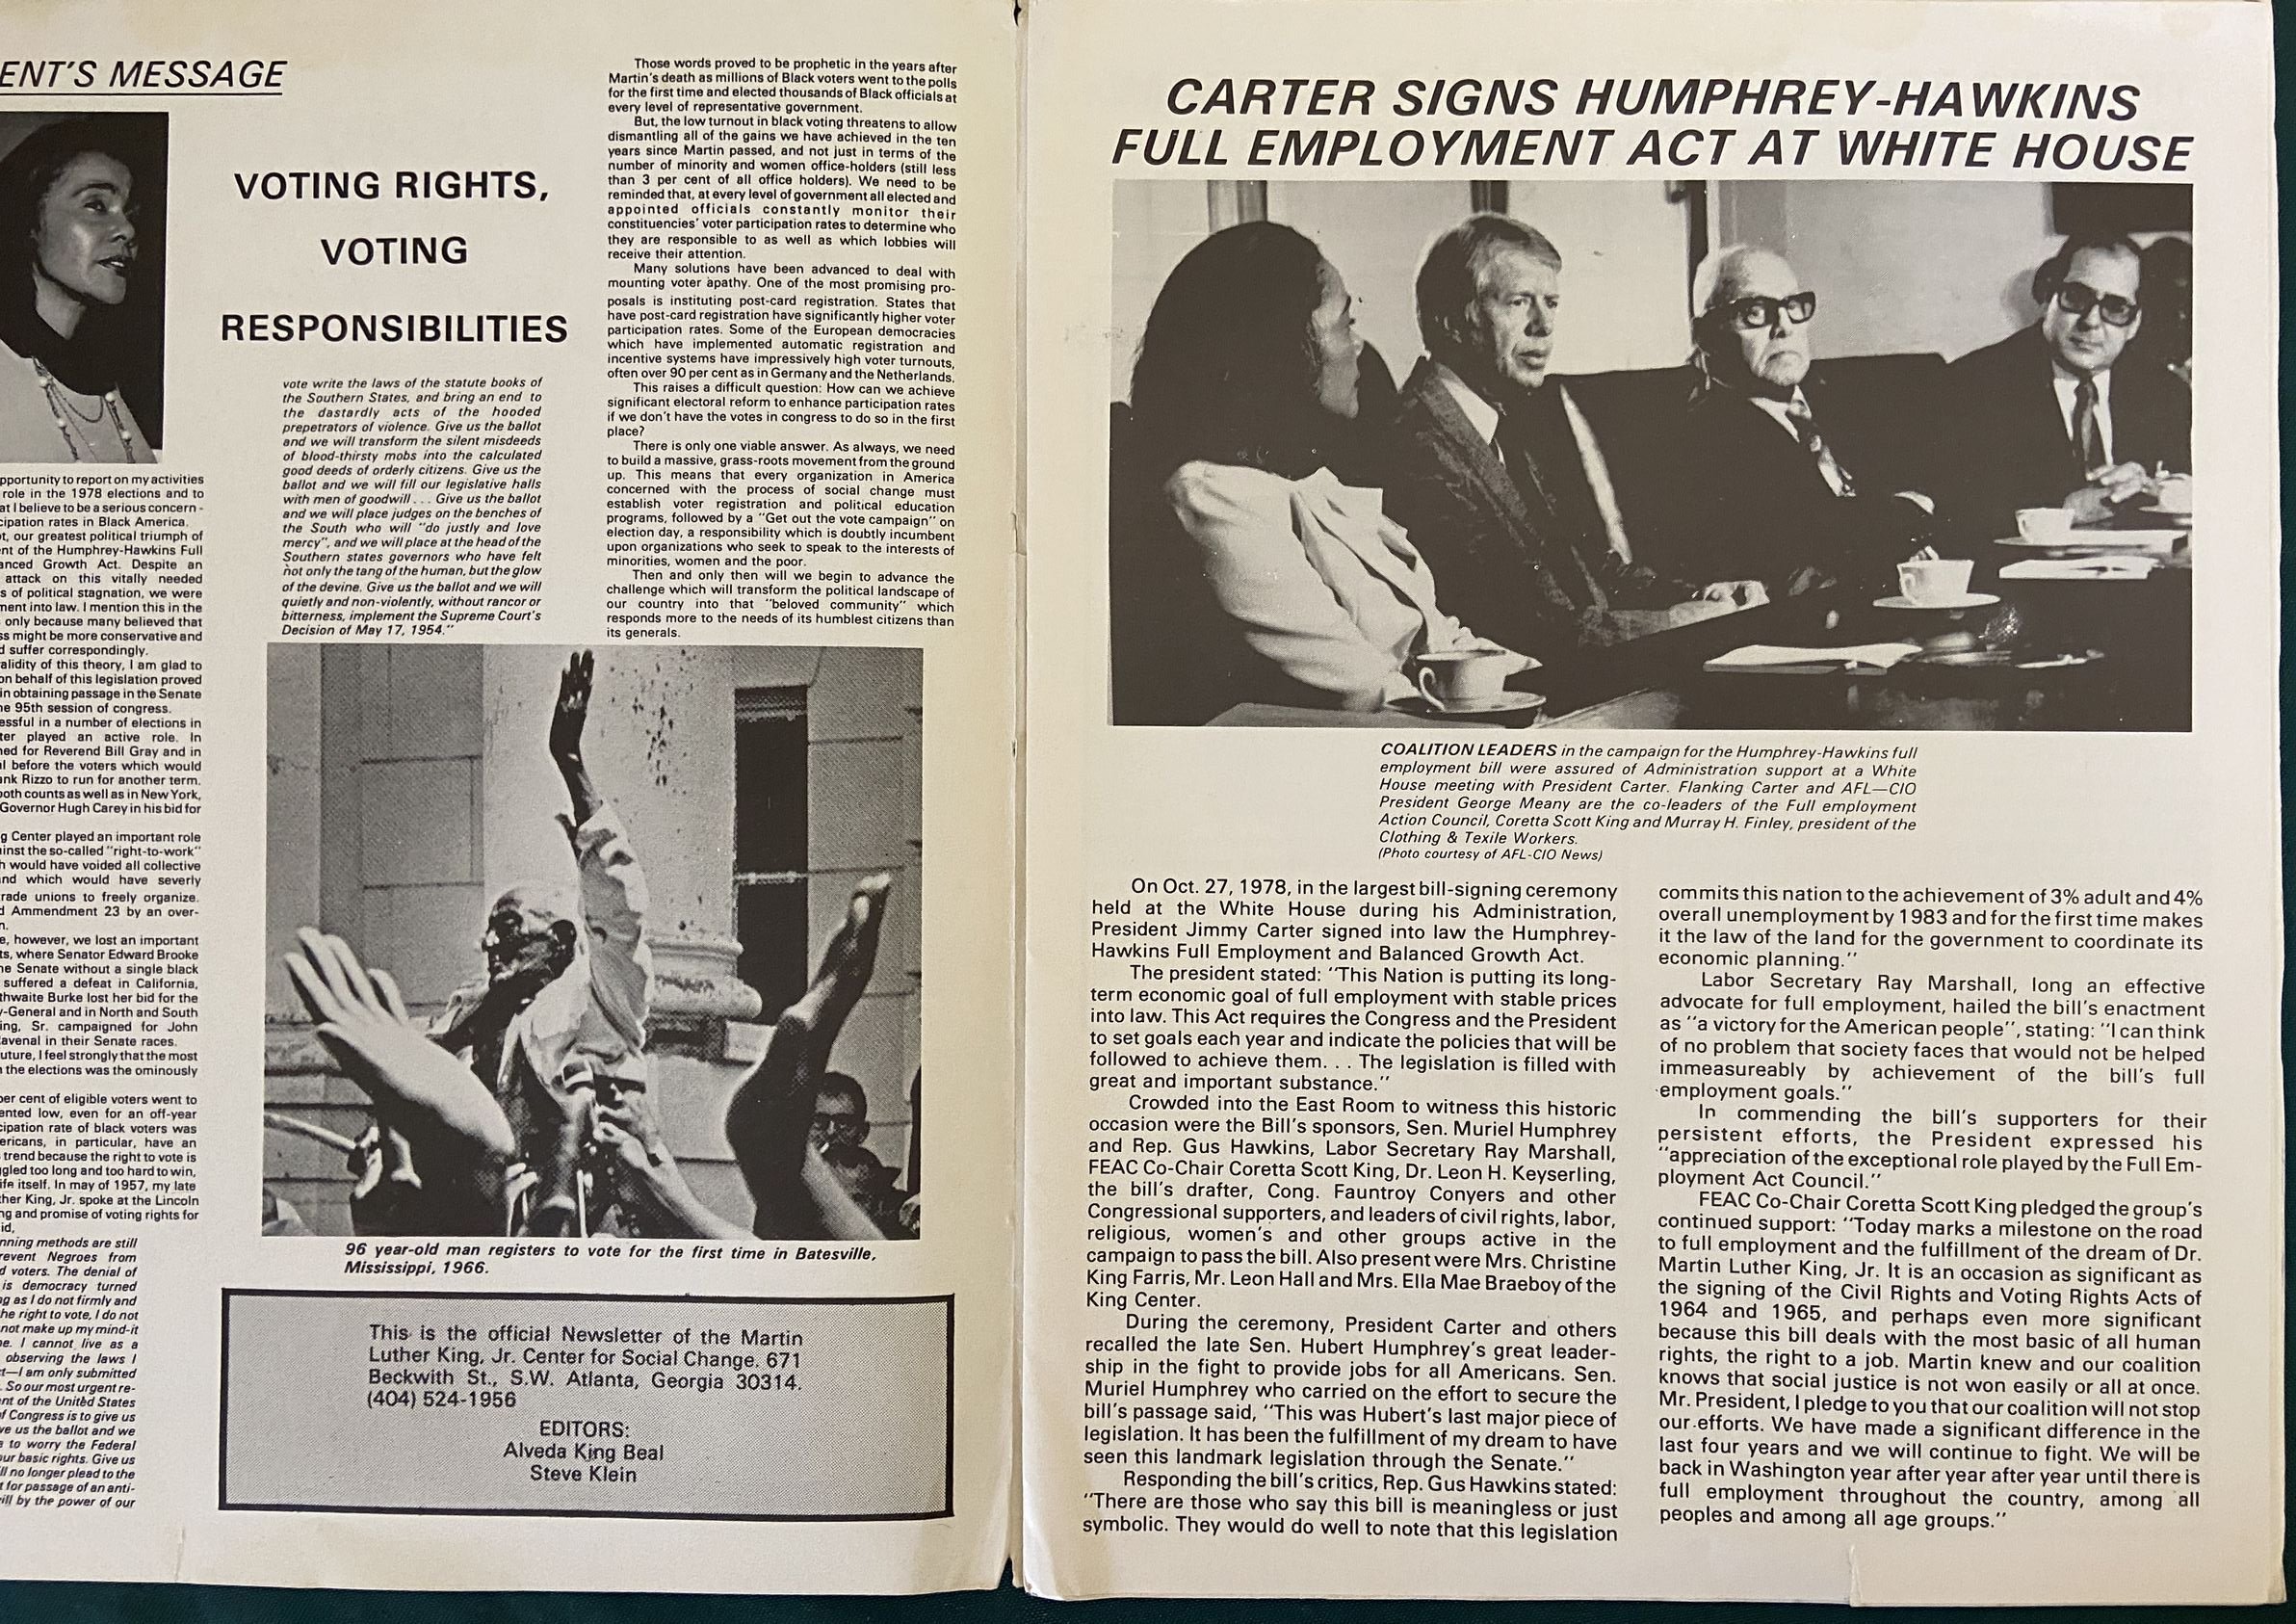 ENT'S MESSAGE
pportunity to report on my activities
role in the 1978 elections and to
at I believe to be a serious concern -
cipation rates in Black America.
t, our greatest political triumph of
nt of the Humphrey-Hawkins Full
anced Growth Act. Despite an
attack on this vitally needed
s of political stagnation, we were
ment into law. I mention this in the
only because many believed that
ss might be more conservative and
d suffer correspondingly.
alidity of this theory, I am glad to
on behalf of this legislation proved
in obtaining passage in the Senate
he 95th session of congress.
essful in a number of elections in
ter played an active role. In
ned for Reverend Bill Gray and in
l before the voters which would
ank Rizzo to run for another term.
both counts as well as in New York,
Governor Hugh Carey in his bid for
g Center played an important role
inst the so-called "right-to-work"
h would have voided all collective
nd which would have severly
rade unions to freely organize.
d Ammendment 23 by an over-
n.
e, however, we lost an important
ts, where Senator Edward Brooke
he Senate without a single black
suffered a defeat in California,
thwaite Burke lost her bid for the
y-General and in North and South
ing, Sr. campaigned for John
avenal in their Senate races.
uture, I feel strongly that the most
n the elections was the ominously
per cent of eligible voters went to
ented low, even for an off-year
cipation rate of black voters was
ericans, in particular, have an
trend because the right to vote is
ggled too long and too hard to win,
ife itself. In may of 1957, my late
ther King, Jr. spoke at the Lincoln
ng and promise of voting rights for
id,
nning methods are still
revent Negroes from
d voters. The denial of
is democracy turned
g as I do not firmly and
he right to vote, I do not
not make up my mind-it
e. I cannot live as a
observing the laws I
t—I am only submitted
. So our most urgent re-
nt of the United States
f Congress is to give us
ve us the ballot and we
e to worry the Federal
ur basic rights. Give us
ll no longer plead to the
t for passage of an anti-
ill by the power of our
VOTING RIGHTS,
VOTING
RESPONSIBILITIES
vote write the laws of the statute books of
the Southern States, and bring an end to
the dastardly acts of the hooded
prepetrators of violence. Give us the ballot
and we will transform the silent misdeeds
of blood-thirsty mobs into the calculated
good deeds of orderly citizens. Give us the
ballot and we will fill our legislative halls
with men of goodwill . . . Give us the ballot
and we will place judges on the benches of
the South who will "do justly and love
mercy", and we will place at the head of the
Southern states governors who have felt
not only the tang of the human, but the glow
of the devine. Give us the ballot and we will
quietly and non-violently, without rancor or
bitterness, implement the Supreme Court's
Decision of May 17, 1954."
Those words proved to be prophetic in the years after
Martin's death as millions of Black voters went to the polls
for the first time and elected thousands of Black officials at
every level of representative government.
But, the low turnout in black voting threatens to allow
dismantling all of the gains we have achieved in the ten
years since Martin passed, and not just in terms of the
number of minority and women office-holders (still less
than 3 per cent of all office holders). We need to be
reminded that, at every level of government all elected and
appointed officials constantly monitor their
constituencies' voter participation rates to determine who
they are responsible to as well as which lobbies will
receive their attention.
Many solutions have been advanced to deal with
mounting voter apathy. One of the most promising pro-
posals is instituting post-card registration. States that
have post-card registration have significantly higher voter
participation rates. Some of the European democracies
which have implemented automatic registration and
incentive systems have impressively high voter turnouts,
often over 90 per cent as in Germany and the Netherlands.
This raises a difficult question: How can we achieve
significant electoral reform to enhance participation rates
if we don't have the votes in congress to do so in the first
place?
There is only one viable answer. As always, we need
to build a massive, grass-roots movement from the ground
up. This means that every organization in America
concerned with the process of social change must
establish voter registration and political education
programs, followed by a "Get out the vote campaign" on
election day, a responsibility which is doubtly incumbent
upon organizations who seek to speak to the interests of
minorities, women and the poor.
Then and only then will we begin to advance the
challenge which will transform the political landscape of
our country into that "beloved community" which
responds more to the needs of its humblest citizens than
its generals.
96 year-old man registers to vote for the first time in Batesville,
Mississippi, 1966.
This is the official Newsletter of the Martin
Luther King, Jr. Center for Social Change. 671
Beckwith St., S.W. Atlanta, Georgia 30314.
(404) 524-1956
EDITORS:
Alveda King Beal
Steve Klein
CARTER SIGNS HUMPHREY-HAWKINS
FULL EMPLOYMENT ACT AT WHITE HOUSE
COALITION LEADERS in the campaign for the Humphrey-Hawkins full
employment bill were assured of Administration support at a White
House meeting with President Carter. Flanking Carter and AFL—CIO
President George Meany are the co-leaders of the Full employment
Action Council, Coretta Scott King and Murray H. Finley, president of the
Clothing & Texile Workers.
(Photo courtesy of AFL-CIO News)
On Oct. 27, 1978, in the largest bill-signing ceremony
held at the White House during his Administration,
President Jimmy Carter signed into law the Humphrey-
Hawkins Full Employment and Balanced Growth Act.
The president stated: "This Nation is putting its long-
term economic goal of full employment with stable prices
into law. This Act requires the Congress and the President
to set goals each year and indicate the policies that will be
followed to achieve them. . . The legislation is filled with
great and important substance."
Crowded into the East Room to witness this historic
occasion were the Bill's sponsors, Sen. Muriel Humphrey
and Rep. Gus Hawkins, Labor Secretary Ray Marshall,
FEAC Co-Chair Coretta Scott King, Dr. Leon H. Keyserling,
the bill's drafter, Cong. Fauntroy Conyers and other
Congressional supporters, and leaders of civil rights, labor,
religious, women's and other groups active in the
campaign to pass the bill. Also present were Mrs. Christine
King Farris, Mr. Leon Hall and Mrs. Ella Mae Braeboy of the
King Center.
During the ceremony, President Carter and others
recalled the late Sen. Hubert Humphrey's great leader-
ship in the fight to provide jobs for all Americans. Sen.
Muriel Humphrey who carried on the effort to secure the
bill's passage said, "This was Hubert's last major piece of
legislation. It has been the fulfillment of my dream to have
seen this landmark legislation through the Senate."
Responding the bill's critics, Rep. Gus Hawkins stated:
"There are those who say this bill is meaningless or just
symbolic. They would do well to note that this legislation
commits this nation to the achievement of 3% adult and 4%
overall unemployment by 1983 and for the first time makes
it the law of the land for the government to coordinate its
economic planning."
Labor Secretary Ray Marshall, long an effective
advocate for full employment, hailed the bill's enactment
as "a victory for the American people", stating: "I can think
of no problem that society faces that would not be helped
immeasureably by achievement of the bill's full
employment goals."
In commending the bill's supporters for their
persistent efforts, the President expressed his
"appreciation of the exceptional role played by the Full Em-
ployment Act Council."
FEAC Co-Chair Coretta Scott King pledged the group's
continued support: "Today marks a milestone on the road
to full employment and the fulfillment of the dream of Dr.
Martin Luther King, Jr. It is an occasion as significant as
the signing of the Civil Rights and Voting Rights Acts of
1964 and 1965, and perhaps even more significant
because this bill deals with the most basic of all human
rights, the right to a job. Martin knew and our coalition
knows that social justice is not won easily or all at once.
Mr. President, I pledge to you that our coalition will not stop
our efforts. We have made a significant difference in the
last four years and we will continue to fight. We will be
back in Washington year after year after year until there is
full employment throughout the country, among all
peoples and among all age groups."